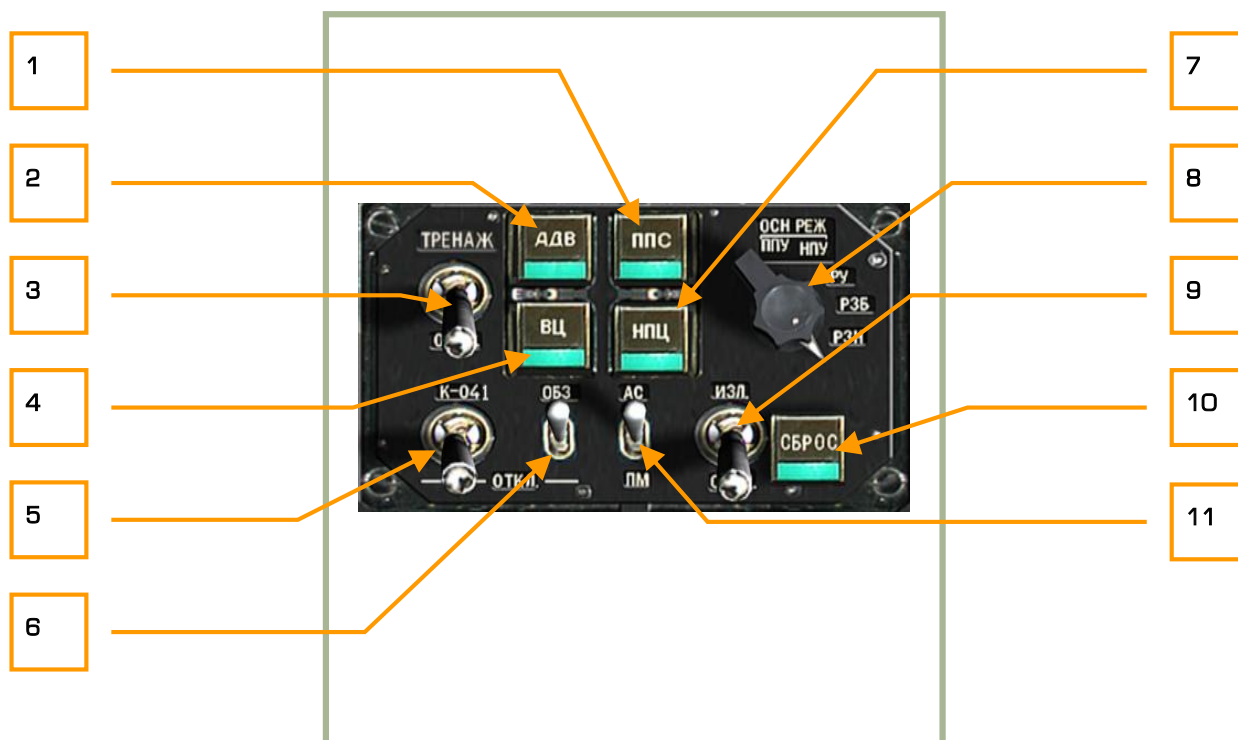 1
2
3
4
5
6
7
8
9
10
11
ТРЕНАЖ
АДВ
ППС
ОСН РЕЖ
ППУ НПУ
РУ
РЗБ
РЗН
ВЦ
НПЦ
К-041
ОБЗ
АС
ИЗЛ.
СБРОС
ОТКЛ.
ПМ